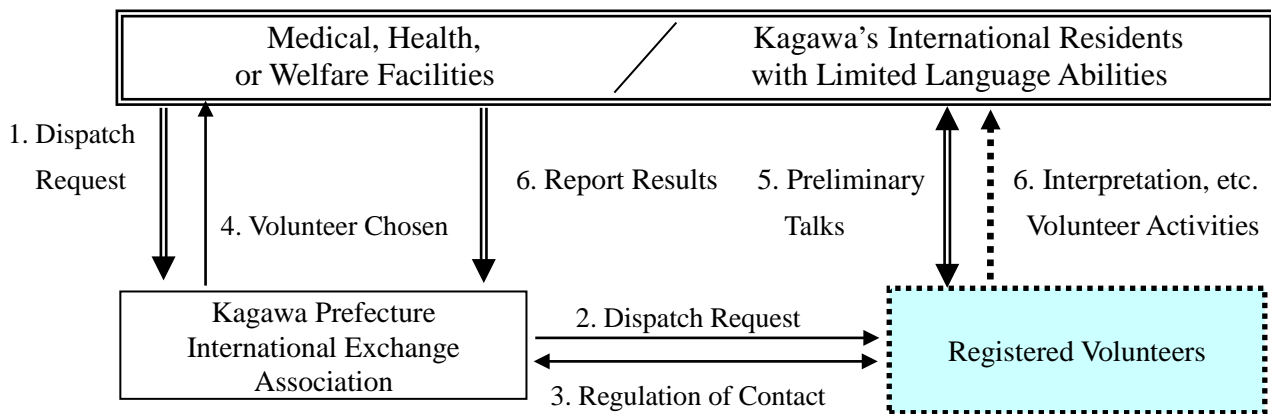 Medical, Health,
or Welfare Facilities
Kagawa’s International Residents
with Limited Language Abilities
1. Dispatch
Request
4. Volunteer Chosen
6. Report Results
5. Preliminary
Talks
6. Interpretation, etc.
Volunteer Activities
Kagawa Prefecture
International Exchange
Association
2. Dispatch Request
3. Regulation of Contact
Registered Volunteers